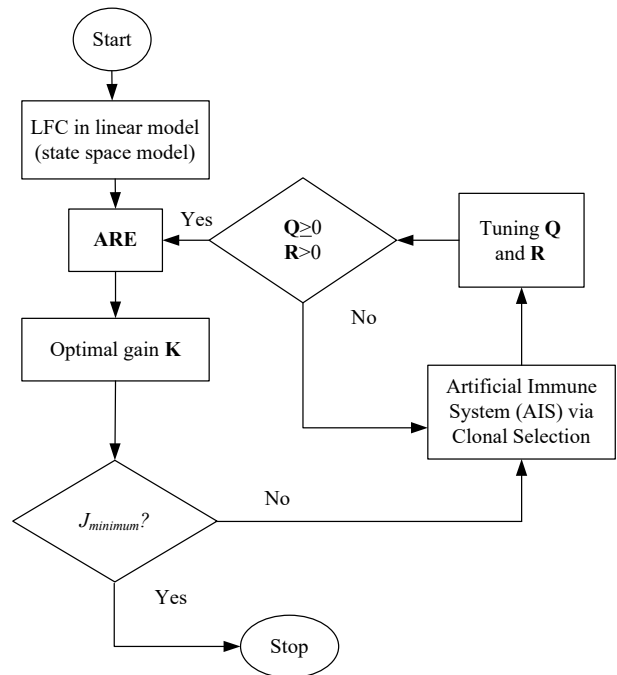 Start
LFC in linear model
(state space model)
ARE
Yes
Q≥0
R>0
Tuning Q
and R
No
Optimal gain K
Artificial Immune
System (AIS) via
Clonal Selection
No
Jminimum?
Yes
Stop